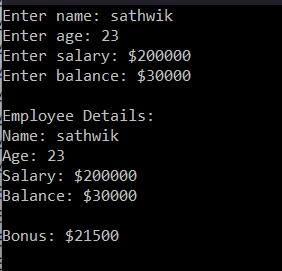 Enter name: sathwik
Enter age: 23
Enter salary: $200000
Enter balance: $30000
Employee Details:
Name: sathwik
Age: 23
Salary: $200000
Balance: $30000
Bonus: $21500